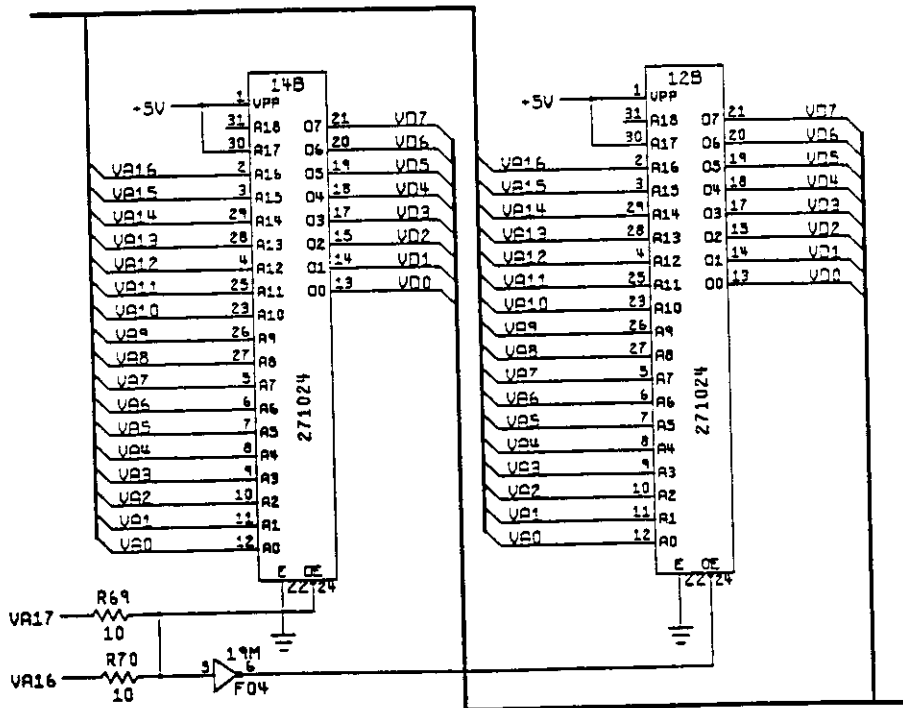 14B
+5V
1 VPP
31 A18 O7 21 VD7
30 A17 O6 20 VD6
VA16 2 A16 O5 19 VD5
VA15 3 A15 O4 18 VD4
VA14 29 A14 O3 17 VD3
VA13 28 A13 O2 15 VD2
VA12 4 A12 O1 14 VD1
VA11 25 A11 O0 13 VD0
VA10 23 A10
VA9 26 A9
VA8 27 A8
VA7 5 A7
VA6 6 A6
VA5 7 A5
VA4 8 A4
VA3 9 A3
VA2 10 A2
VA1 11 A1
VA0 12 A0
271024
E OE
22 24
12B
+5V
1 VPP
31 A18 O7 21 VD7
30 A17 O6 20 VD6
VA16 2 A16 O5 19 VD5
VA15 3 A15 O4 18 VD4
VA14 29 A14 O3 17 VD3
VA13 28 A13 O2 15 VD2
VA12 4 A12 O1 14 VD1
VA11 25 A11 O0 13 VD0
VA10 23 A10
VA9 26 A9
VA8 27 A8
VA7 5 A7
VA6 6 A6
VA5 7 A5
VA4 8 A4
VA3 9 A3
VA2 10 A2
VA1 11 A1
VA0 12 A0
271024
E OE
22 24
VA17 R69
10
VA16 R70
10
5 19M 6
F04